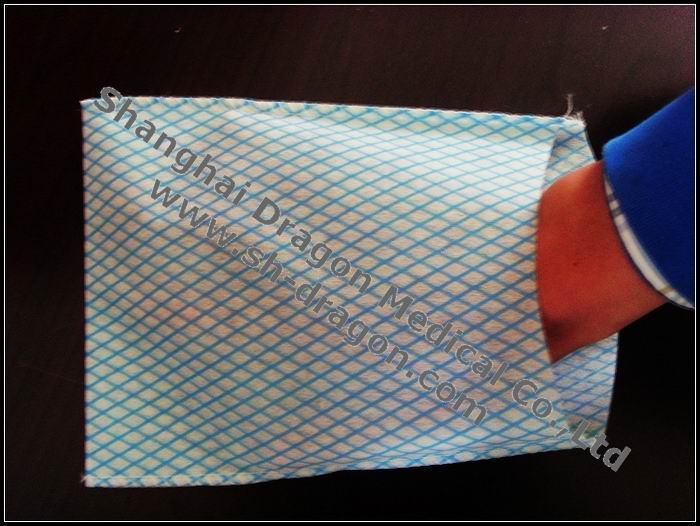 Shanghai Dragon Medical Co., Ltd
www.sh-dragon.com